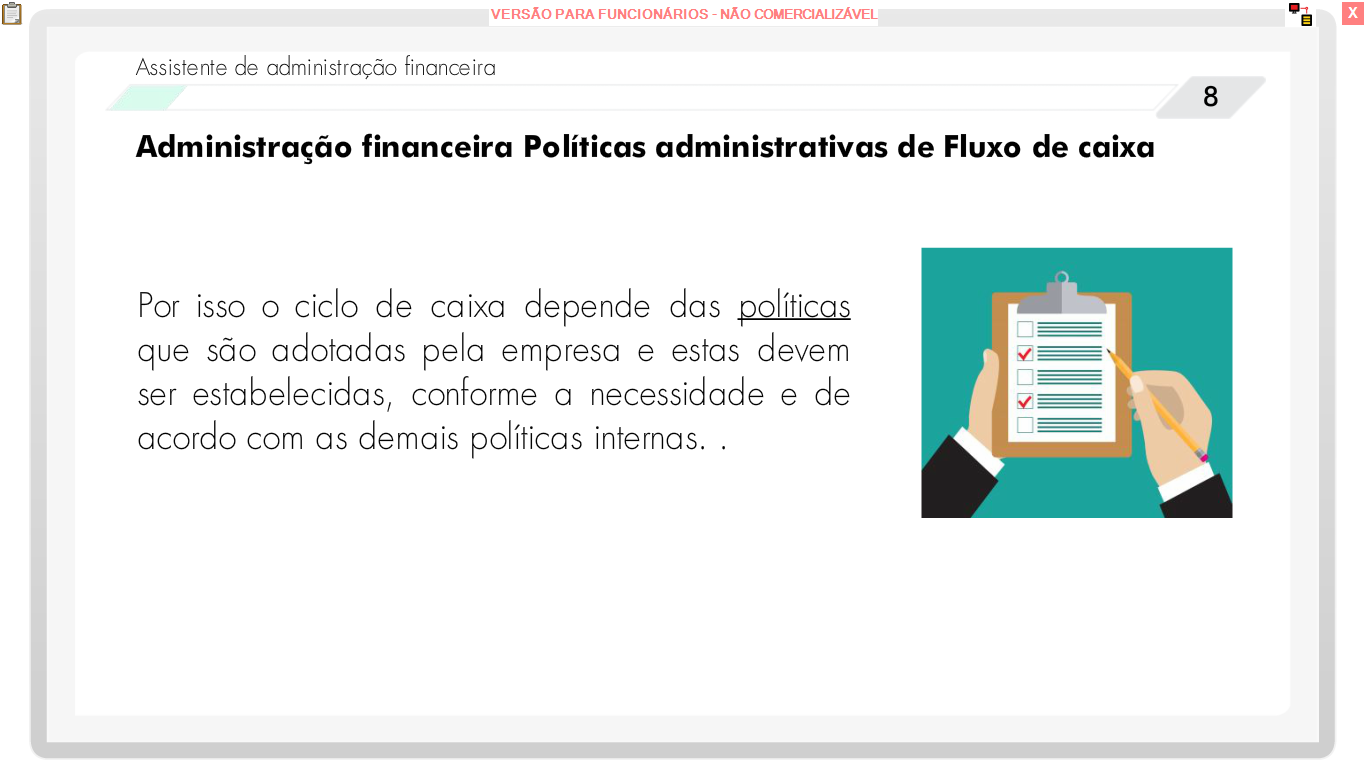 VERSÃO PARA FUNCIONÁRIOS - NÃO COMERCIALIZÁVEL
X
Assistente de administração financeira
8
Administração financeira Políticas administrativas de Fluxo de caixa
Por isso o ciclo de caixa depende das políticas
que são adotadas pela empresa e estas devem
ser estabelecidas, conforme a necessidade e de
acordo com as demais políticas internas. .